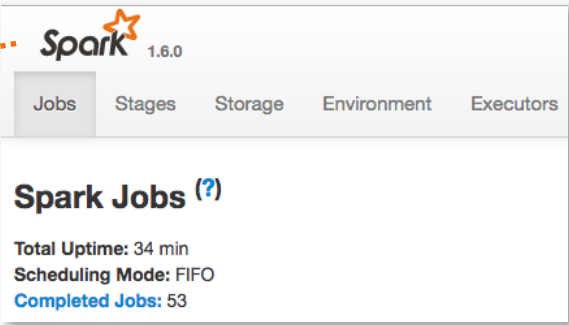 Spark 1.6.0
Jobs Stages Storage Environment Executors
Spark Jobs (?)
Total Uptime: 34 min
Scheduling Mode: FIFO
Completed Jobs: 53